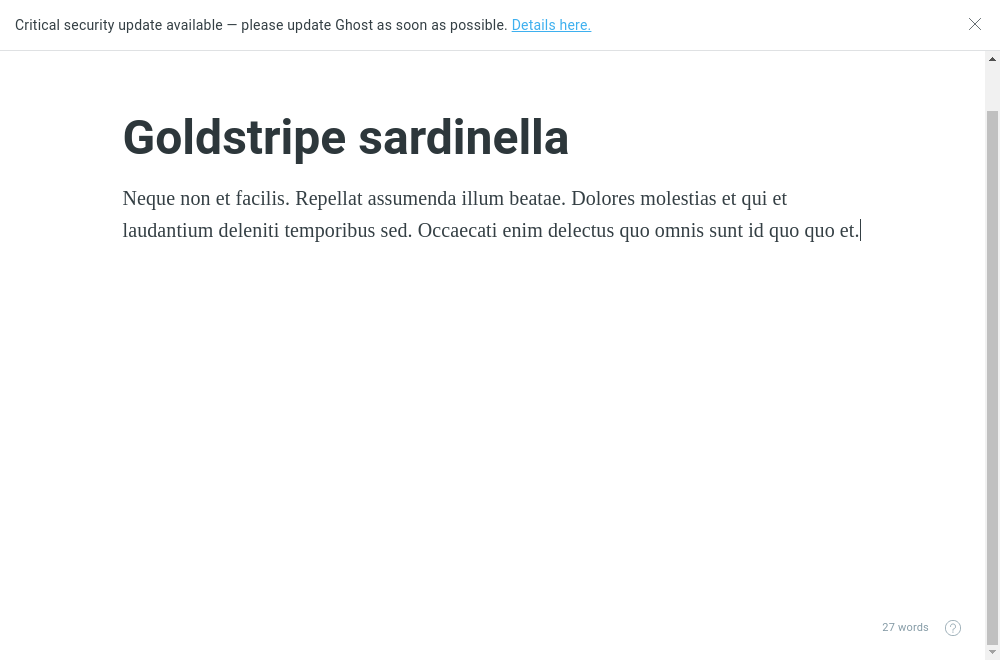 Critical security update available — please update Ghost as soon as possible. Details here.
Goldstripe sardinella
Neque non et facilis. Repellat assumenda illum beatae. Dolores molestias et qui et
laudantium deleniti temporibus sed. Occaecati enim delectus quo omnis sunt id quo quo et.
27 words
?